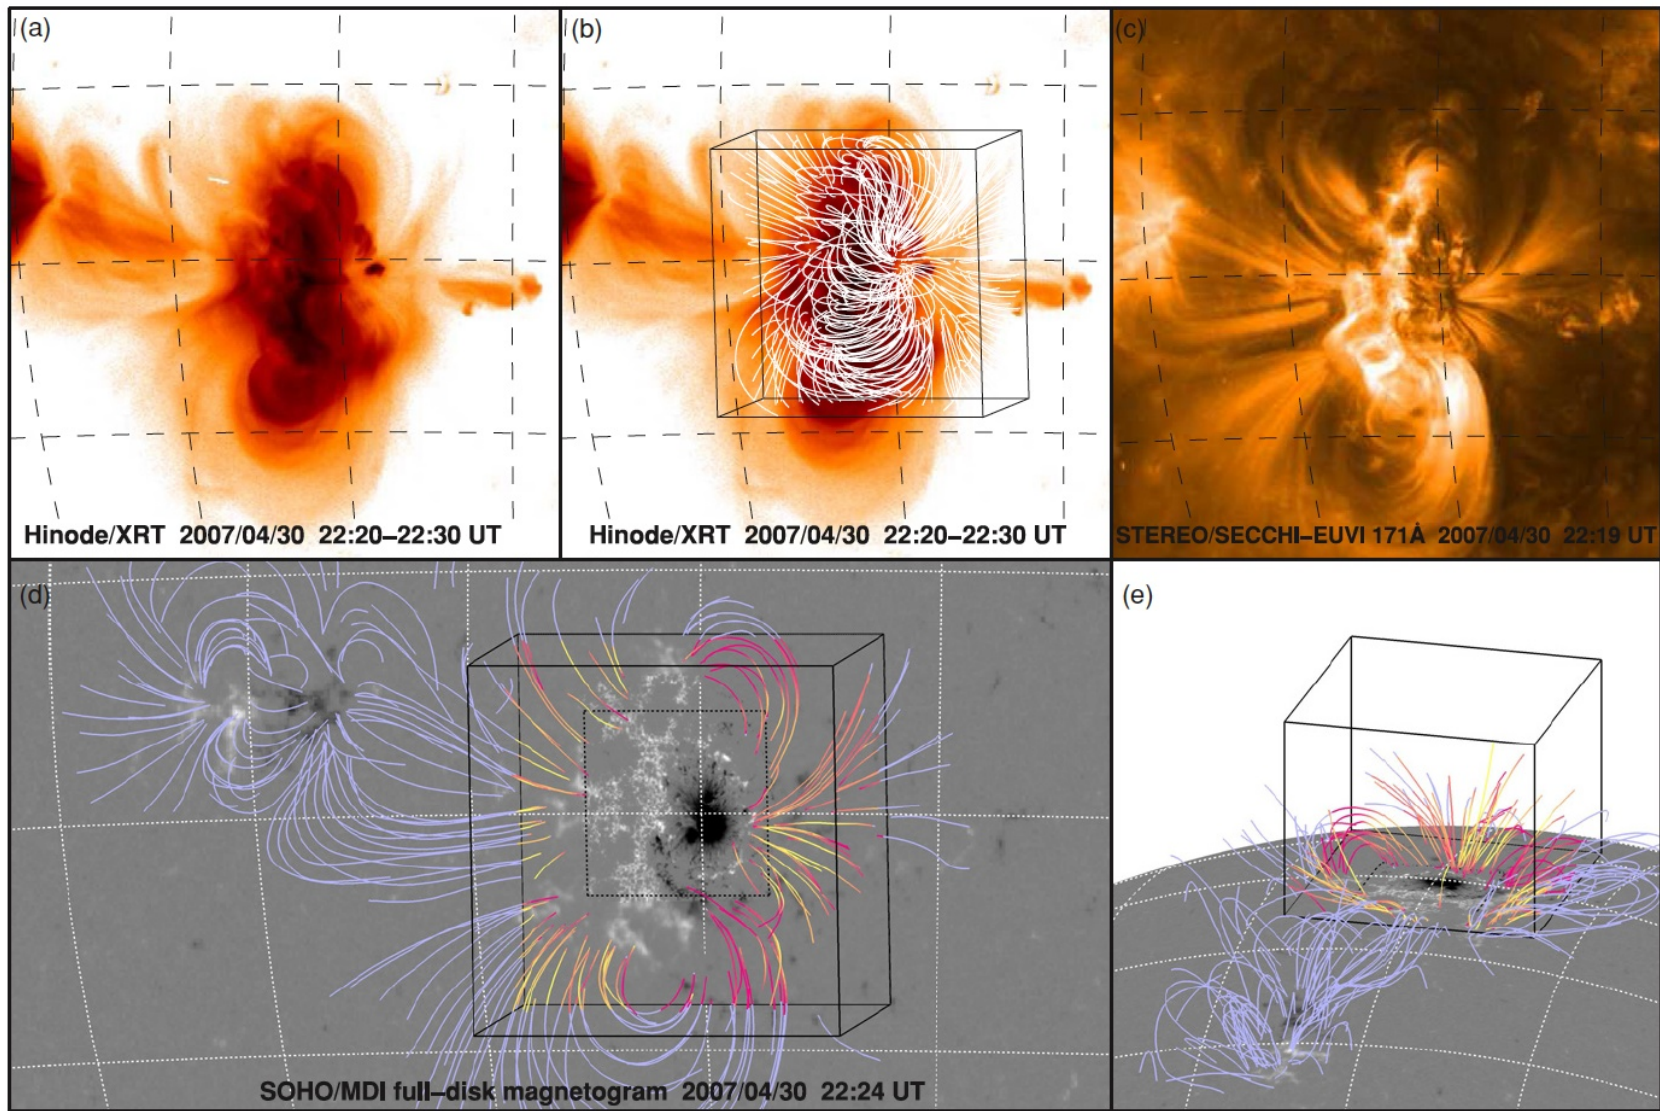 (a)
Hinode/XRT 2007/04/30 22:20–22:30 UT
(b)
Hinode/XRT 2007/04/30 22:20–22:30 UT
(c)
STEREO/SECCHI–EUVI 171Å 2007/04/30 22:19 UT
(d)
SOHO/MDI full–disk magnetogram 2007/04/30 22:24 UT
(e)